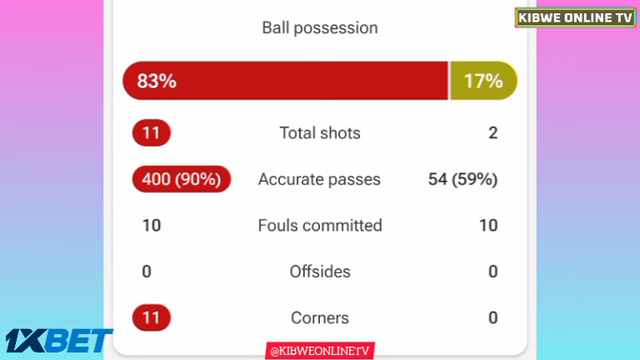 KIBWE ONLINE TV
Ball possession
83% 17%
11 Total shots 2
400 (90%) Accurate passes 54 (59%)
10 Fouls committed 10
0 Offsides 0
11 Corners 0
1XBET
@KIBWEONLINETV